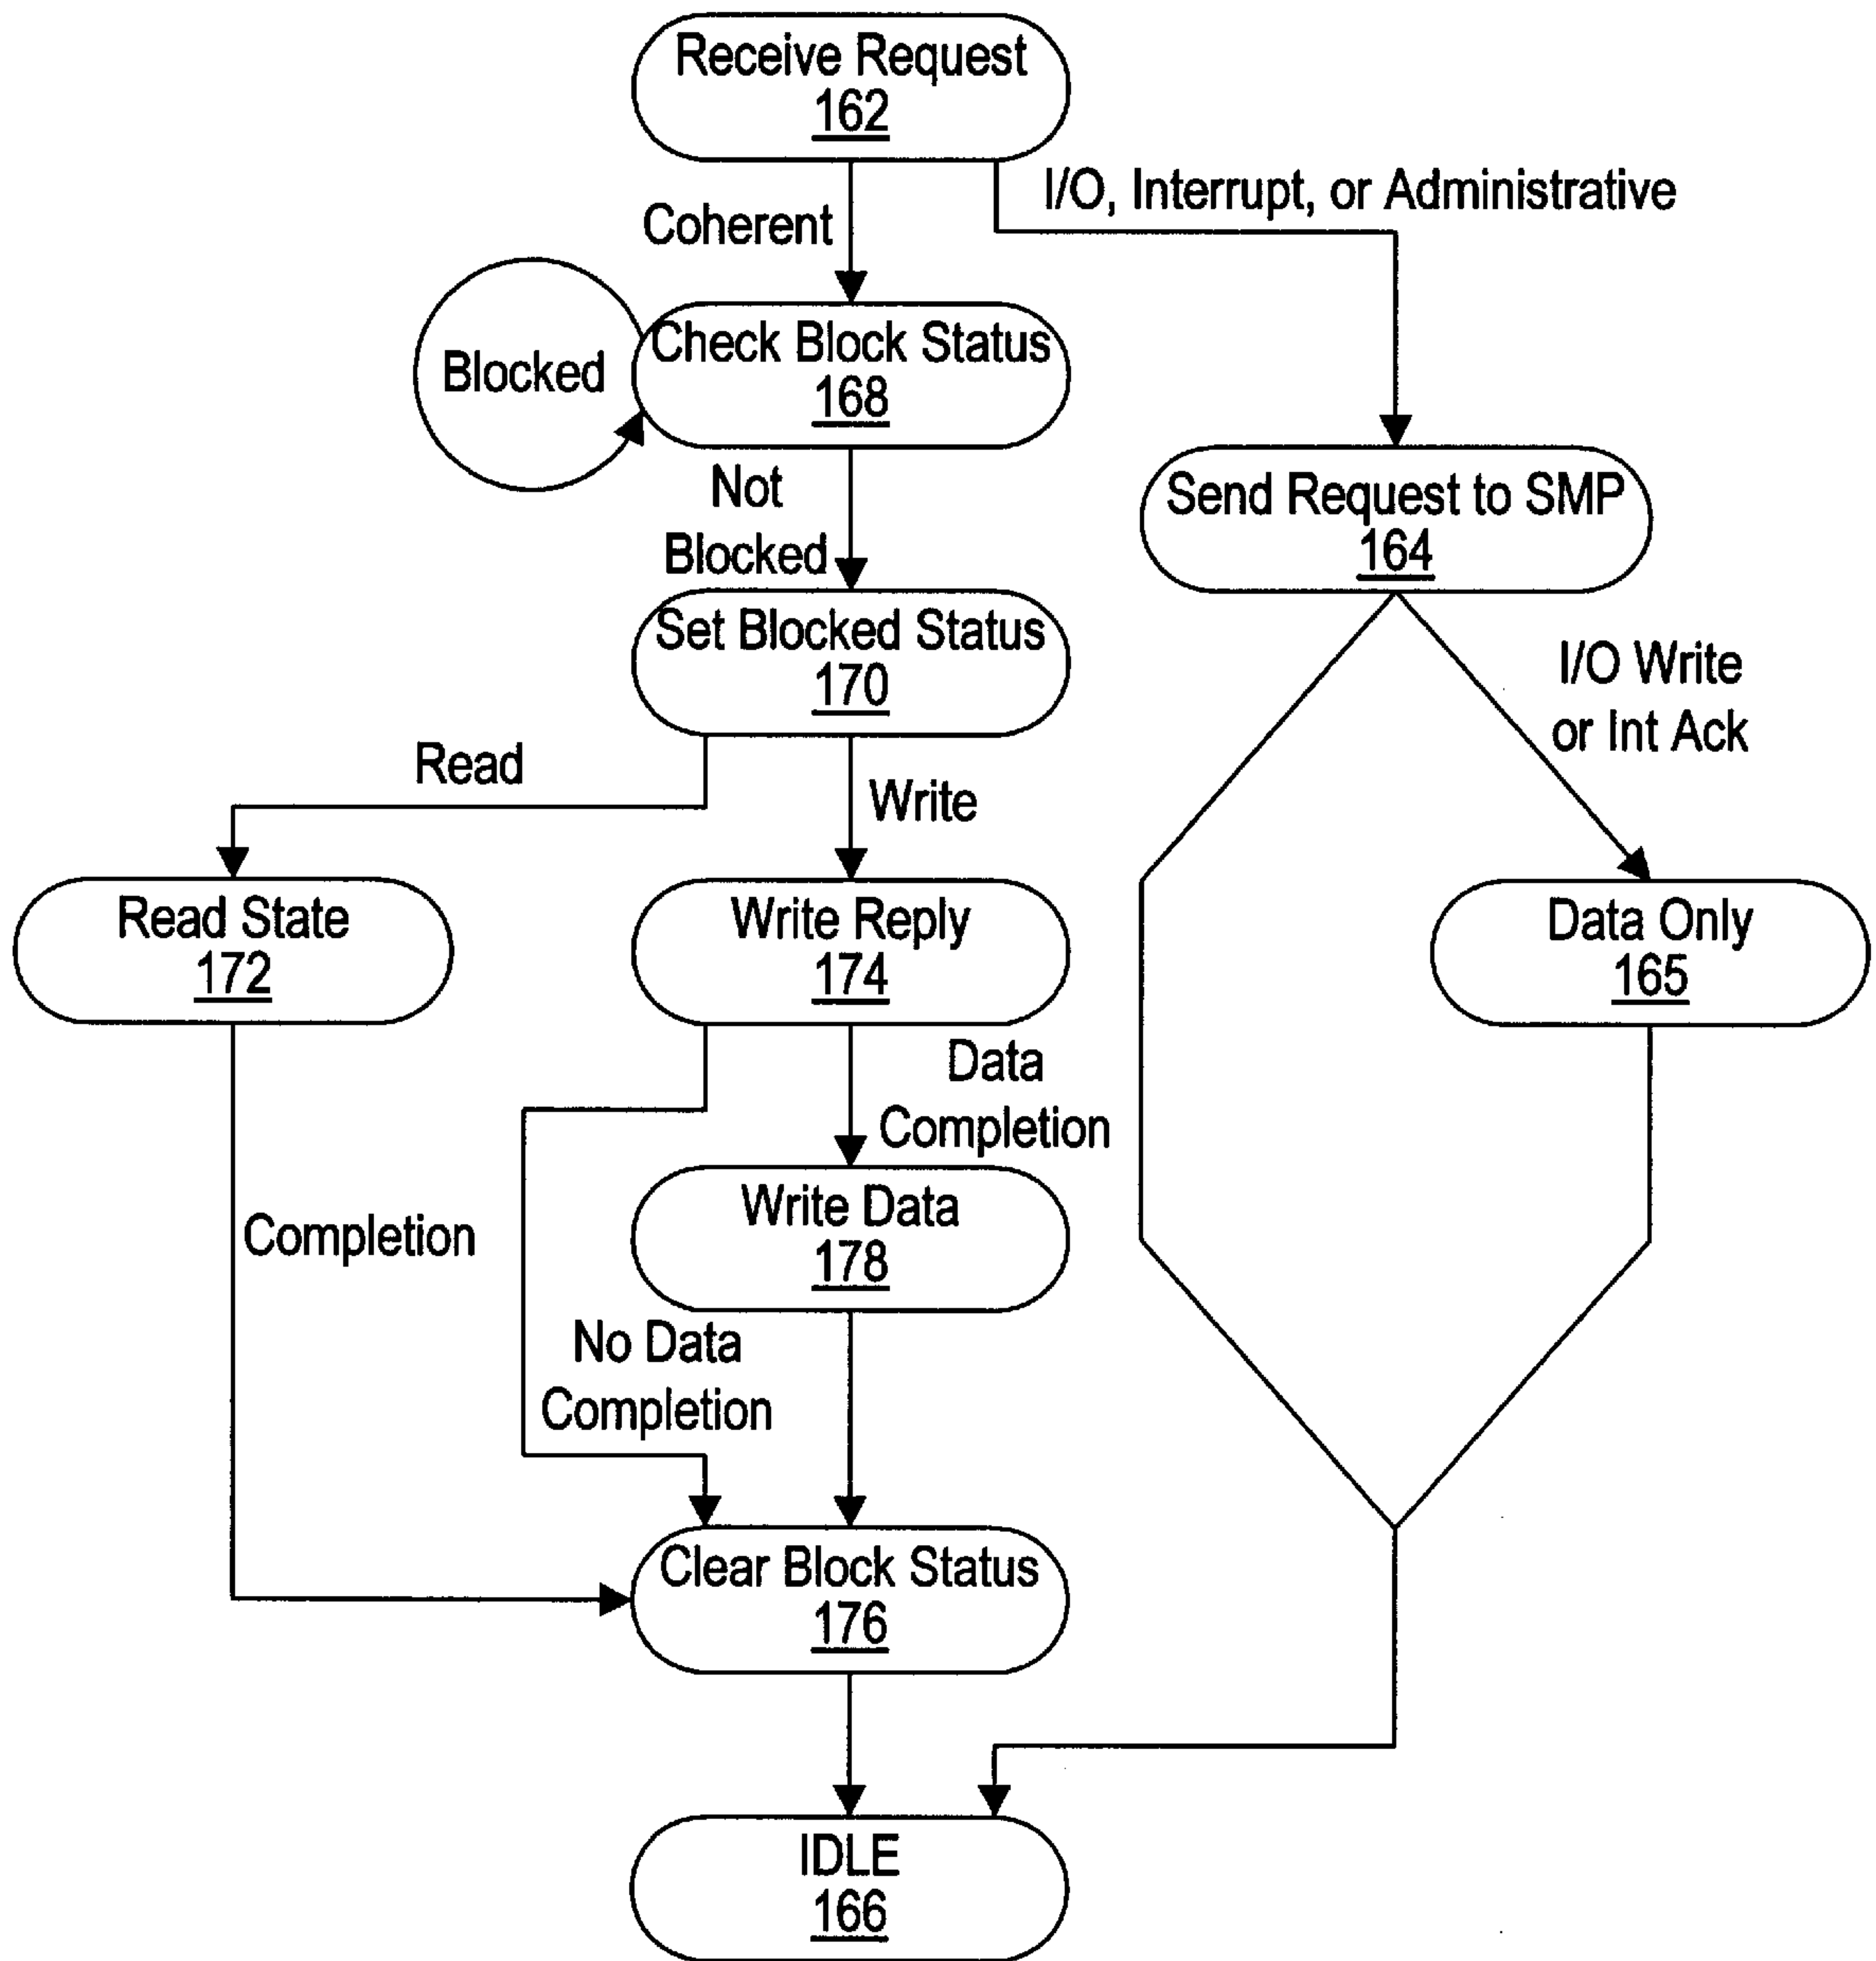 Receive Request
162
I/O, Interrupt, or Administrative
Coherent
Check Block Status
168
Blocked
Not
Blocked
Send Request to SMP
164
Set Blocked Status
170
I/O Write
or Int Ack
Read
Write
Read State
172
Write Reply
174
Data Only
165
Data
Completion
Write Data
178
Completion
No Data
Completion
Clear Block Status
176
IDLE
166